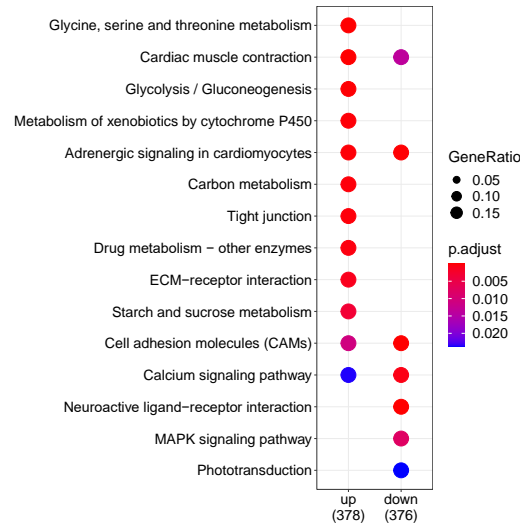 Glycine, serine and threonine metabolism
Cardiac muscle contraction
Glycolysis / Gluconeogenesis
Metabolism of xenobiotics by cytochrome P450
Adrenergic signaling in cardiomyocytes
Carbon metabolism
Tight junction
Drug metabolism − other enzymes
ECM−receptor interaction
Starch and sucrose metabolism
Cell adhesion molecules (CAMs)
Calcium signaling pathway
Neuroactive ligand−receptor interaction
MAPK signaling pathway
Phototransduction
up
(378)
down
(376)
GeneRatio
0.05
0.10
0.15
p.adjust
0.005
0.010
0.015
0.020